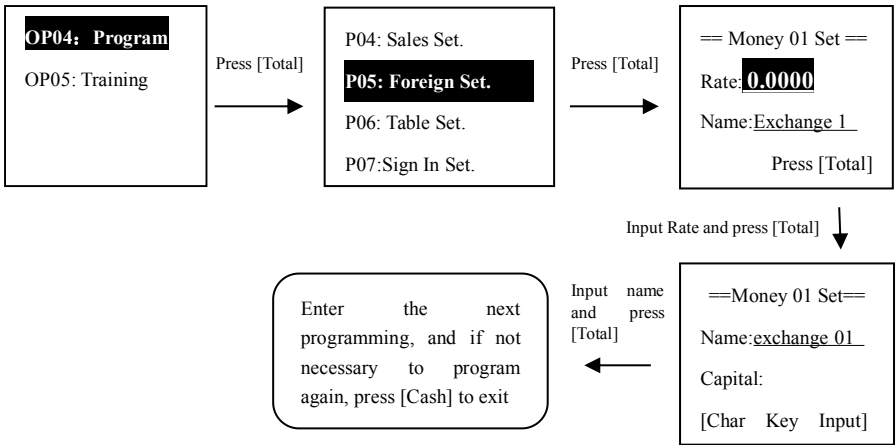 OP04: Program
OP05: Training
Press [Total]
P04: Sales Set.
P05: Foreign Set.
P06: Table Set.
P07:Sign In Set.
Press [Total]
== Money 01 Set ==
Rate: 0.0000
Name:Exchange 1
Press [Total]
Input Rate and press [Total]
==Money 01 Set==
Name:exchange 01
Capital:
[Char Key Input]
Input name
and press
[Total]
Enter the next
programming, and if not
necessary to program
again, press [Cash] to exit